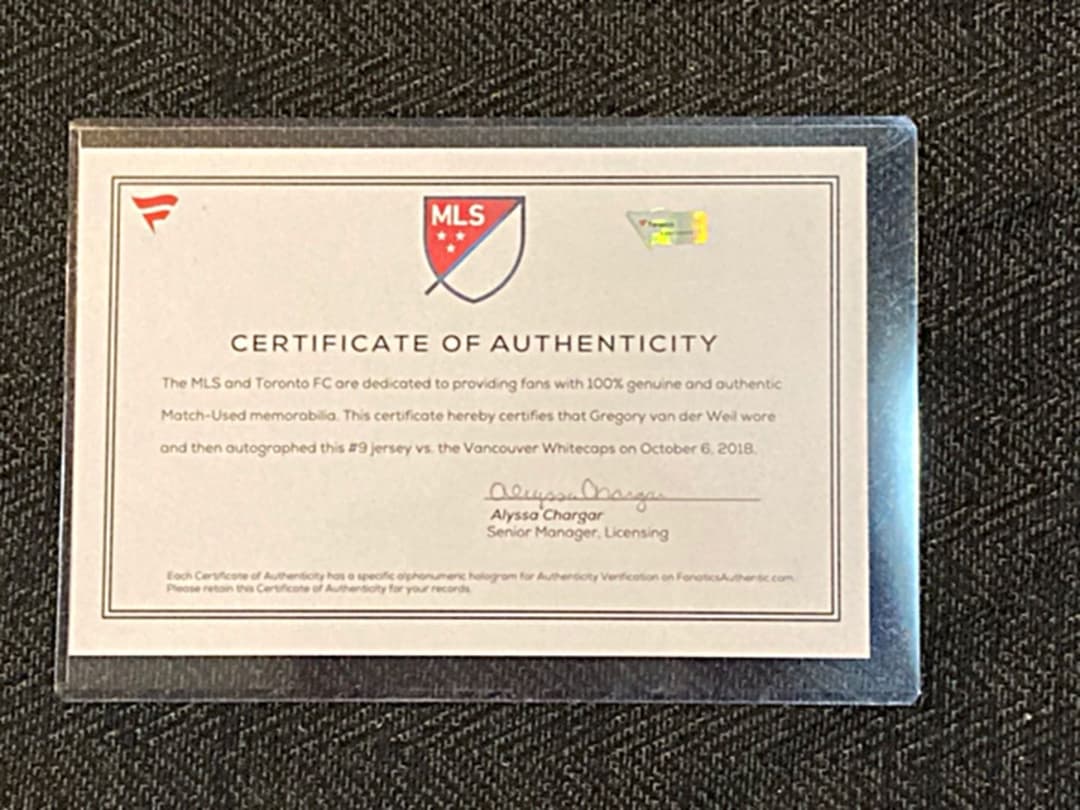 MLS
CERTIFICATE OF AUTHENTICITY
The MLS and Toronto FC are dedicated to providing fans with 100% genuine and authentic
Match-Used memorabilia. This certificate hereby certifies that Gregory van der Weil wore
and then autographed this #9 jersey vs. the Vancouver Whitecaps on October 6, 2018.
Alyssa Chargar
Alyssa Chargar
Senior Manager, Licensing
Each Certificate of Authenticity has a specific alphanumeric hologram for Authenticity Verification on FanaticsAuthentic.com.
Please retain this Certificate of Authenticity for your records.